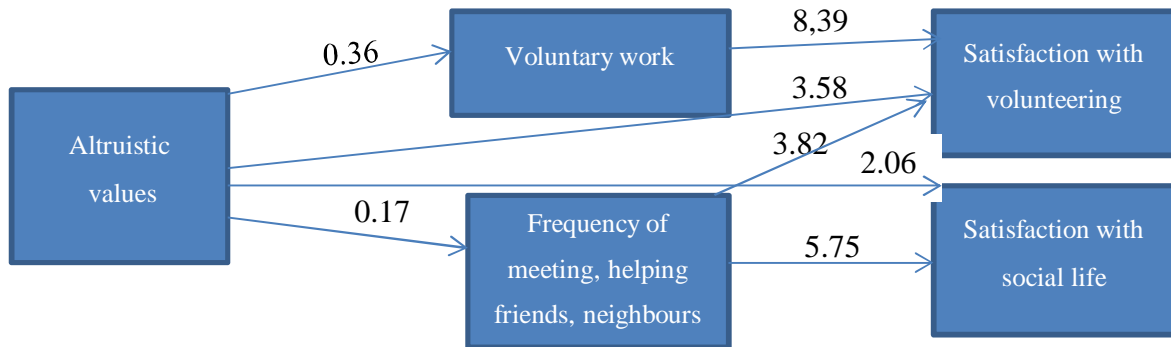 8,39
0.36
Voluntary work
Satisfaction with
volunteering
3.58
Altruistic
values
3.82
2.06
0.17
Frequency of
meeting, helping
friends, neighbours
5.75
Satisfaction with
social life